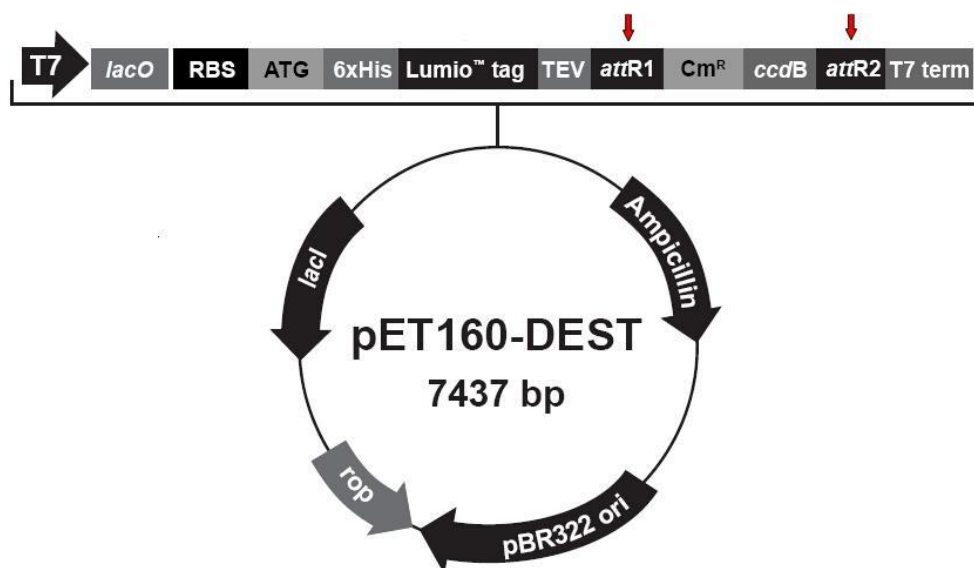 T7 lacO RBS ATG 6xHis Lumio™ tag TEV attR1 CmR ccdB attR2 T7 term
lacI
Ampicillin
pET160-DEST
7437 bp
rop
pBR322 ori